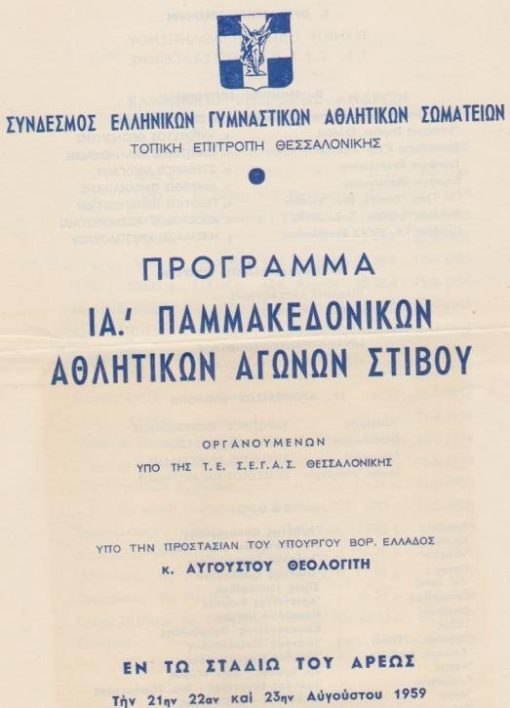 ΣΥΝΔΕΣΜΟΣ ΕΛΛΗΝΙΚΩΝ ΓΥΜΝΑΣΤΙΚΩΝ ΑΘΛΗΤΙΚΩΝ ΣΩΜΑΤΕΙΩΝ
ΤΟΠΙΚΗ ΕΠΙΤΡΟΠΗ ΘΕΣΣΑΛΟΝΙΚΗΣ
ΠΡΟΓΡΑΜΜΑ
ΙΑ.' ΠΑΜΜΑΚΕΔΟΝΙΚΩΝ
ΑΘΛΗΤΙΚΩΝ ΑΓΩΝΩΝ ΣΤΙΒΟΥ
ΟΡΓΑΝΟΥΜΕΝΩΝ
ΥΠΟ ΤΗΣ Τ.Ε. Σ.Ε.Γ.Α.Σ. ΘΕΣΣΑΛΟΝΙΚΗΣ
ΥΠΟ ΤΗΝ ΠΡΟΣΤΑΣΙΑΝ ΤΟΥ ΥΠΟΥΡΓΟΥ ΒΟΡ. ΕΛΛΑΔΟΣ
κ. ΑΥΓΟΥΣΤΟΥ ΘΕΟΛΟΓΙΤΗ
ΕΝ ΤΩ ΣΤΑΔΙΩ ΤΟΥ ΑΡΕΩΣ
Τήν 21ην 22αν καί 23ην Αὐγούστου 1959